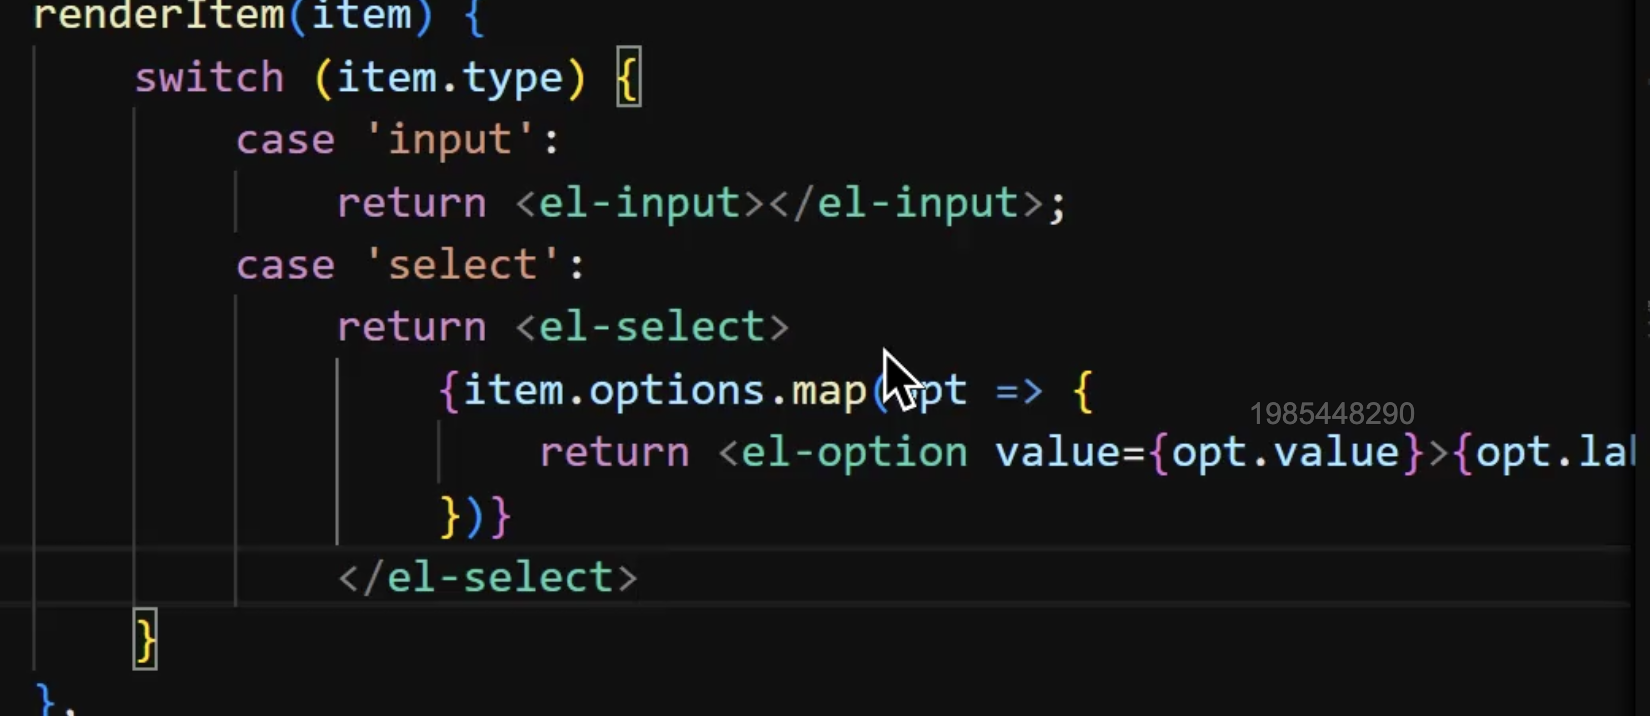 renderItem(item) {
switch (item.type) {
case 'input':
return <el-input></el-input>;
case 'select':
return <el-select>
{item.options.map(opt => {
1985448290
return <el-option value={opt.value}>{opt.la
})}
</el-select>
}
},